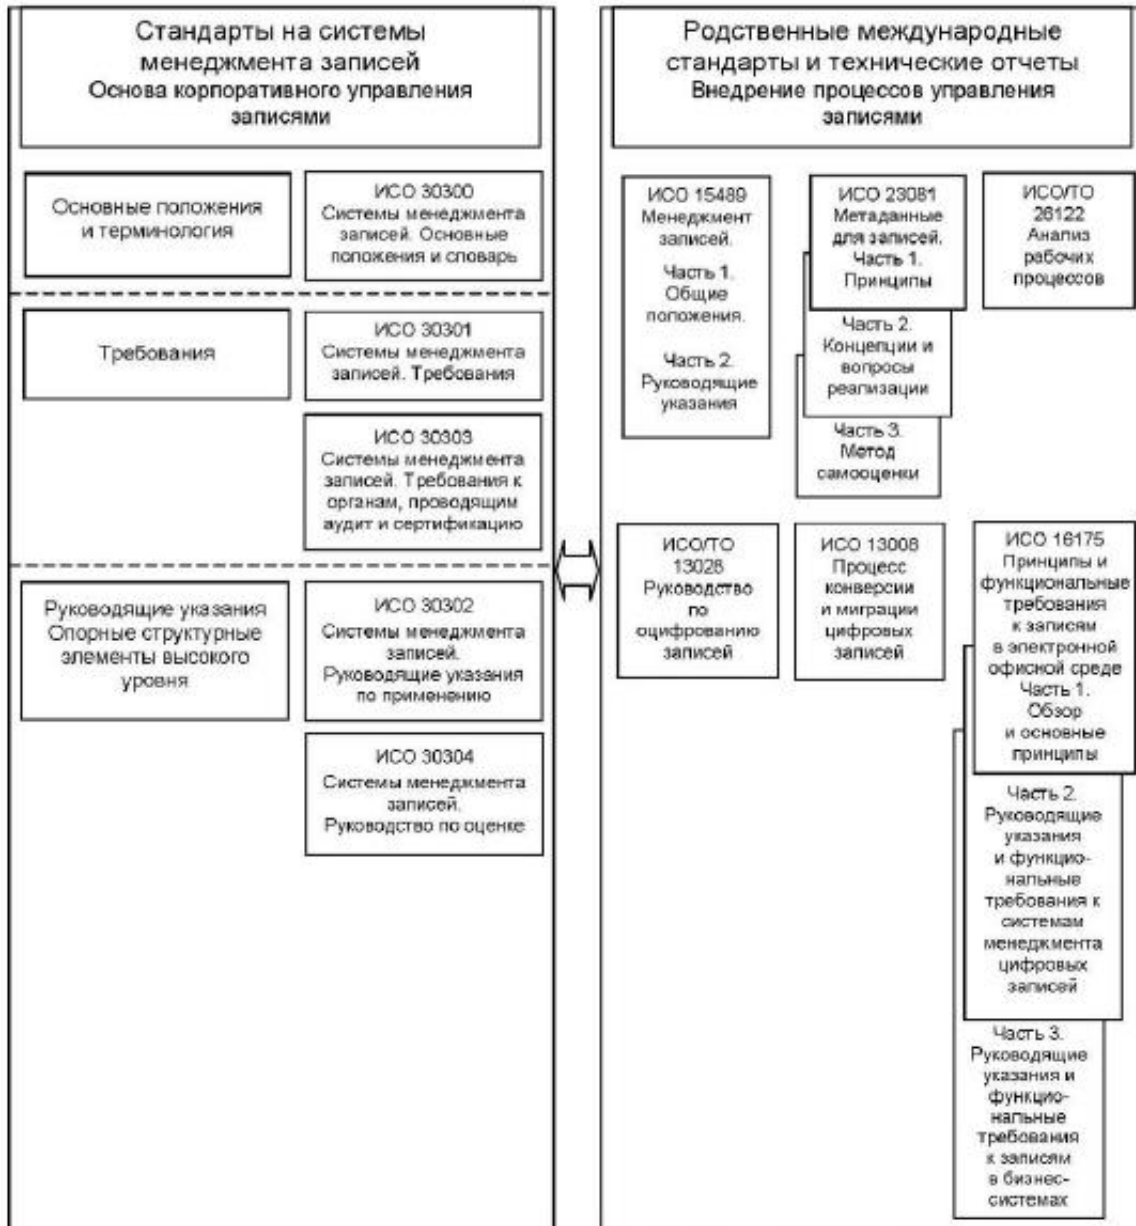 Стандарты на системы
менеджмента записей
Основа корпоративного управления
записями
Основные положения
и терминология
ИСО 30300
Системы менеджмента
записей. Основные
положения и словарь
Требования
ИСО 30301
Системы менеджмента
записей. Требования
ИСО 30303
Системы менеджмента
записей. Требования к
органам, проводящим
аудит и сертификацию
Руководящие указания
Опорные структурные
элементы высокого
уровня
ИСО 30302
Системы менеджмента
записей.
Руководящие указания
по применению
ИСО 30304
Системы менеджмента
записей.
Руководство по оценке
Родственные международные
стандарты и технические отчеты
Внедрение процессов управления
записями
ИСО 15489
Менеджмент
записей.
Часть 1.
Общие
положения.
Часть 2.
Руководящие
указания
ИСО 23081
Метаданные
для записей.
Часть 1.
Принципы
Часть 2.
Концепции и
вопросы
реализации
Часть 3.
Метод
самооценки
ИСО/ТО
26122
Анализ
рабочих
процессов
ИСО/ТО
13028
Руководство
по
оцифрованию
записей
ИСО 13008
Процесс
конверсии
и миграции
цифровых
записей
ИСО 16175
Принципы и
функциональные
требования
к записям
в электронной
офисной среде
Часть 1.
Обзор
и основные
принципы
Часть 2.
Руководящие
указания
и функцио-
нальные
требования к
системам
менеджмента
цифровых
записей
Часть 3.
Руководящие
указания и
функцио-
нальные
требования
к записям
в бизнес-
системах